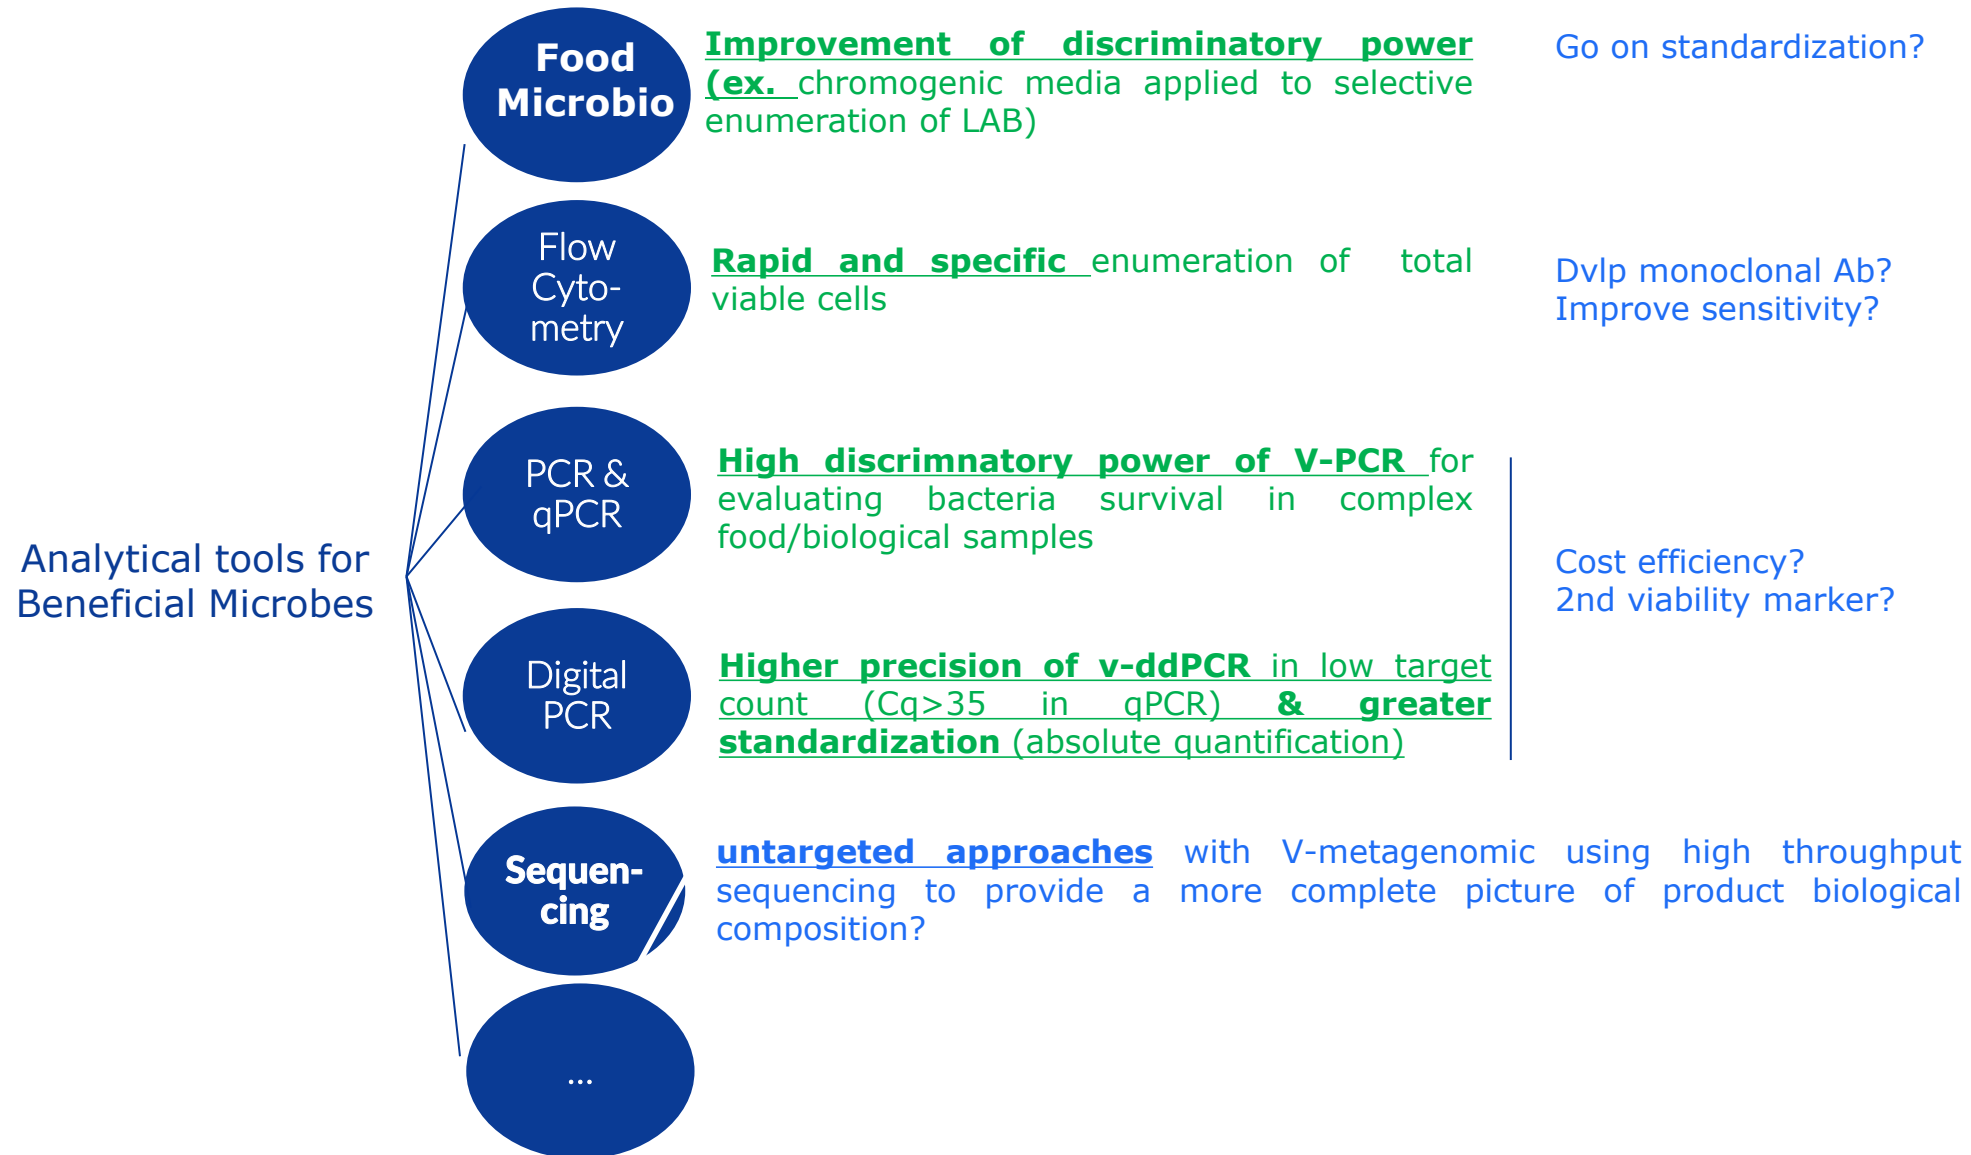 Analytical tools for
Beneficial Microbes
Food
Microbio
Improvement of discriminatory power
(ex. chromogenic media applied to selective
enumeration of LAB)
Go on standardization?
Flow
Cyto-
metry
Rapid and specific enumeration of total
viable cells
Dvlp monoclonal Ab?
Improve sensitivity?
PCR &
qPCR
High discrimnatory power of V-PCR for
evaluating bacteria survival in complex
food/biological samples
Cost efficiency?
2nd viability marker?
Digital
PCR
Higher precision of v-ddPCR in low target
count (Cq>35 in qPCR) & greater
standardization (absolute quantification)
Sequen-
cing
untargeted approaches with V-metagenomic using high throughput
sequencing to provide a more complete picture of product biological
composition?
...